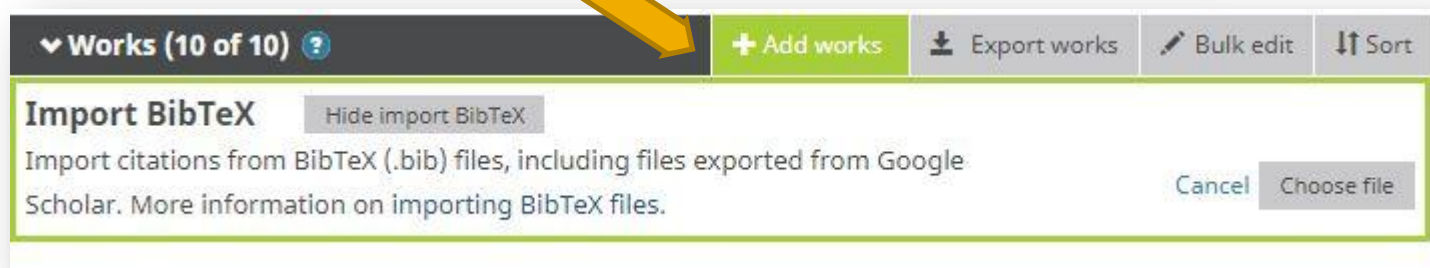 Works (10 of 10) ?
+ Add works
Export works
Bulk edit
Sort
Import BibTeX
Hide import BibTeX
Import citations from BibTeX (.bib) files, including files exported from Google
Scholar. More information on importing BibTeX files.
Cancel
Choose file